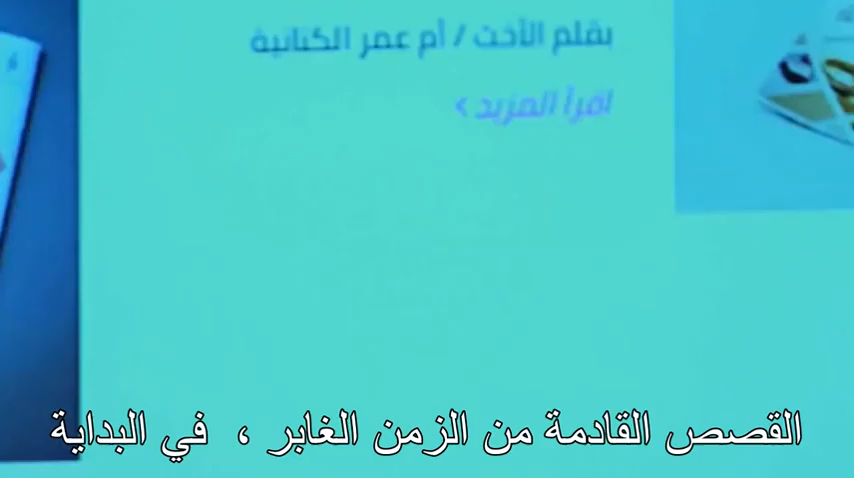 بقلم الأخت / أم عمر الكنانية
اقرأ المزيد >
القصص القادمة من الزمن الغابر ، في البداية